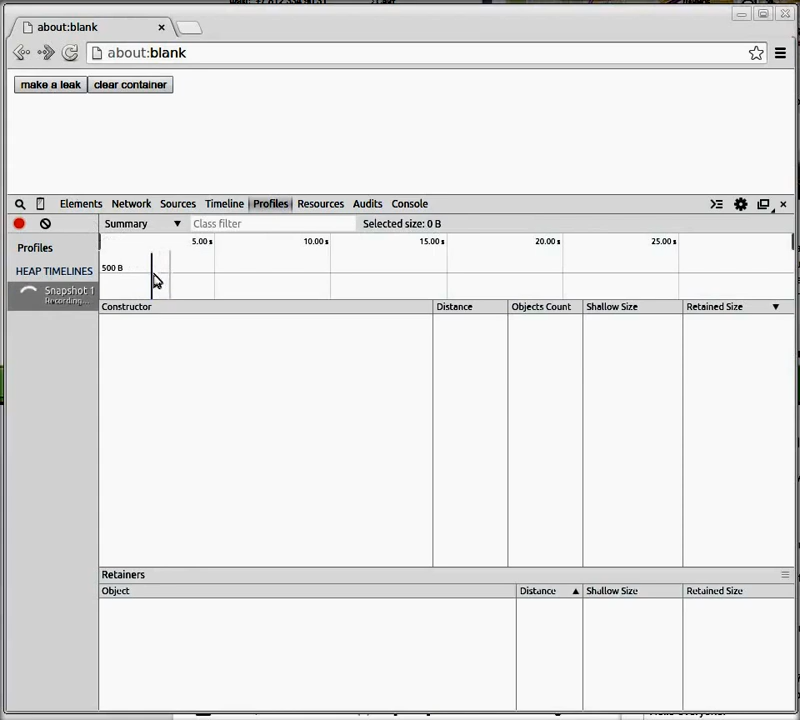 about:blank
about:blank
make a leak clear container
Elements Network Sources Timeline Profiles Resources Audits Console
Summary Class filter Selected size: 0 B
Profiles
5.00 s 10.00 s 15.00 s 20.00 s 25.00 s
500 B
HEAP TIMELINES
Snapshot 1
Recording...
Constructor Distance Objects Count Shallow Size Retained Size
Retainers
Object Distance Shallow Size Retained Size